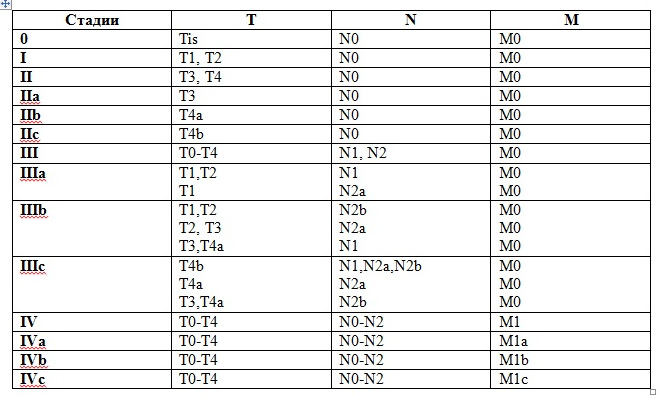 Стадии T N M
0 Tis N0 M0
I T1, T2 N0 M0
II T3, T4 N0 M0
IIa T3 N0 M0
IIb T4a N0 M0
IIc T4b N0 M0
III T0-T4 N1, N2 M0
IIIa T1,T2 N1 M0
T1 N2a M0
IIIb T1,T2 N2b M0
T2, T3 N2a M0
T3,T4a N1 M0
IIIc T4b N1,N2a,N2b M0
T4a N2a M0
T3,T4a N2b M0
IV T0-T4 N0-N2 M1
IVa T0-T4 N0-N2 M1a
IVb T0-T4 N0-N2 M1b
IVc T0-T4 N0-N2 M1c